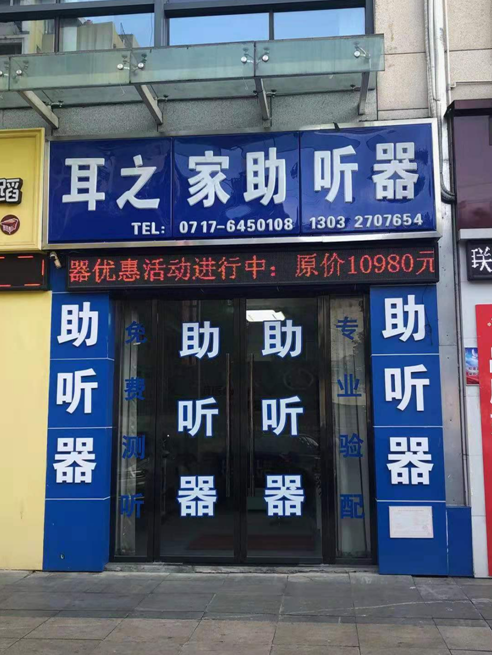 耳之家助听器
TEL: 0717-6450108 1303 2707654
器优惠活动进行中：原价10980元
助听器
免费测听
助听器
助听器
专业验配
助听器
蹈
联